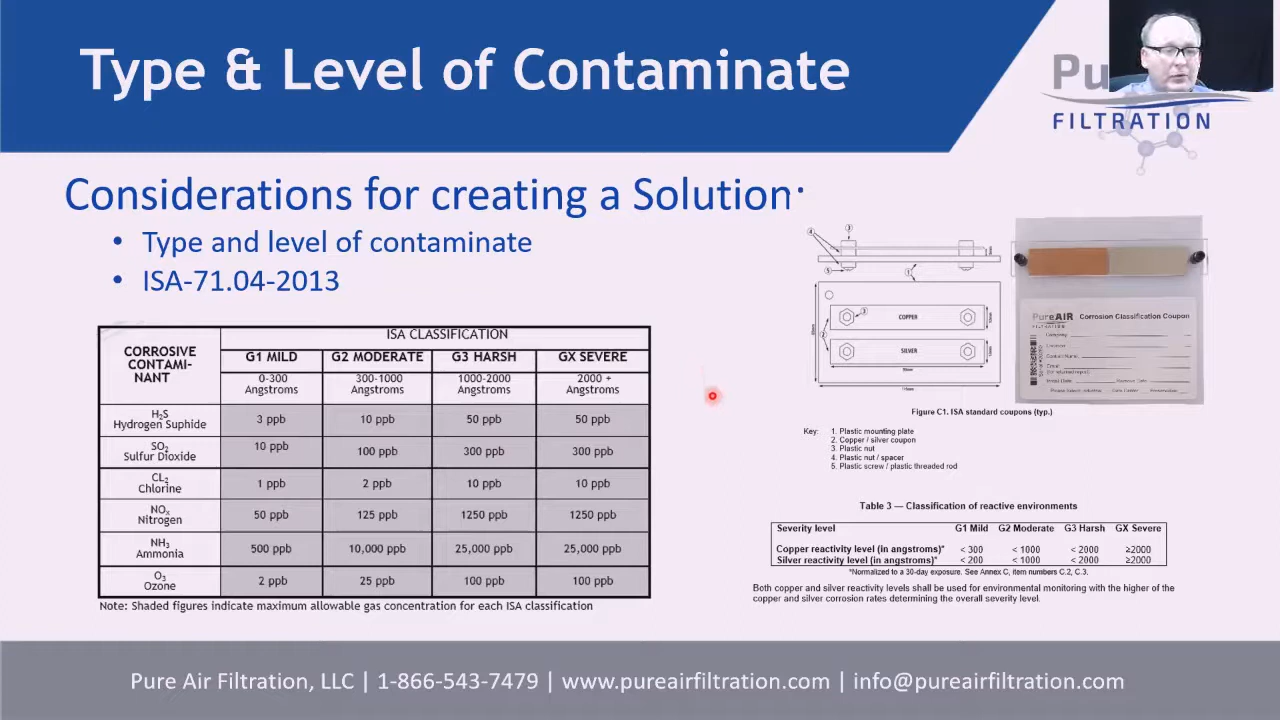 Type & Level of Contaminate
Pu
FILTRATION
Considerations for creating a Solution:
• Type and level of contaminate
• ISA-71.04-2013
CORROSIVE CONTAMI-NANT
ISA CLASSIFICATION
G1 MILD G2 MODERATE G3 HARSH GX SEVERE
0-300 Angstroms 300-1000 Angstroms 1000-2000 Angstroms 2000 + Angstroms
H2S Hydrogen Suphide 3 ppb 10 ppb 50 ppb 50 ppb
SO2 Sulfur Dioxide 10 ppb 100 ppb 300 ppb 300 ppb
CL2 Chlorine 1 ppb 2 ppb 10 ppb 10 ppb
NOx Nitrogen 50 ppb 125 ppb 1250 ppb 1250 ppb
NH3 Ammonia 500 ppb 10,000 ppb 25,000 ppb 25,000 ppb
O3 Ozone 2 ppb 25 ppb 100 ppb 100 ppb
Note: Shaded figures indicate maximum allowable gas concentration for each ISA classification
COPPER
SILVER
PureAIR
FILTRATION
Corrosion Classification Coupon
Figure C1. ISA standard coupons (typ.)
Key: 1. Plastic mounting plate
2. Copper / silver coupon
3. Plastic nut
4. Plastic nut / spacer
5. Plastic screw / plastic threaded rod
Table 3 — Classification of reactive environments
Severity level G1 Mild G2 Moderate G3 Harsh GX Severe
Copper reactivity level (in angstroms)* < 300 < 1000 < 2000 ≥2000
Silver reactivity level (in angstroms)* < 200 < 1000 < 2000 ≥2000
*Normalized to a 30-day exposure. See Annex C, item numbers C.2, C.3.
Both copper and silver reactivity levels shall be used for environmental monitoring with the higher of the
copper and silver corrosion rates determining the overall severity level.
Pure Air Filtration, LLC | 1-866-543-7479 | www.pureairfiltration.com | info@pureairfiltration.com